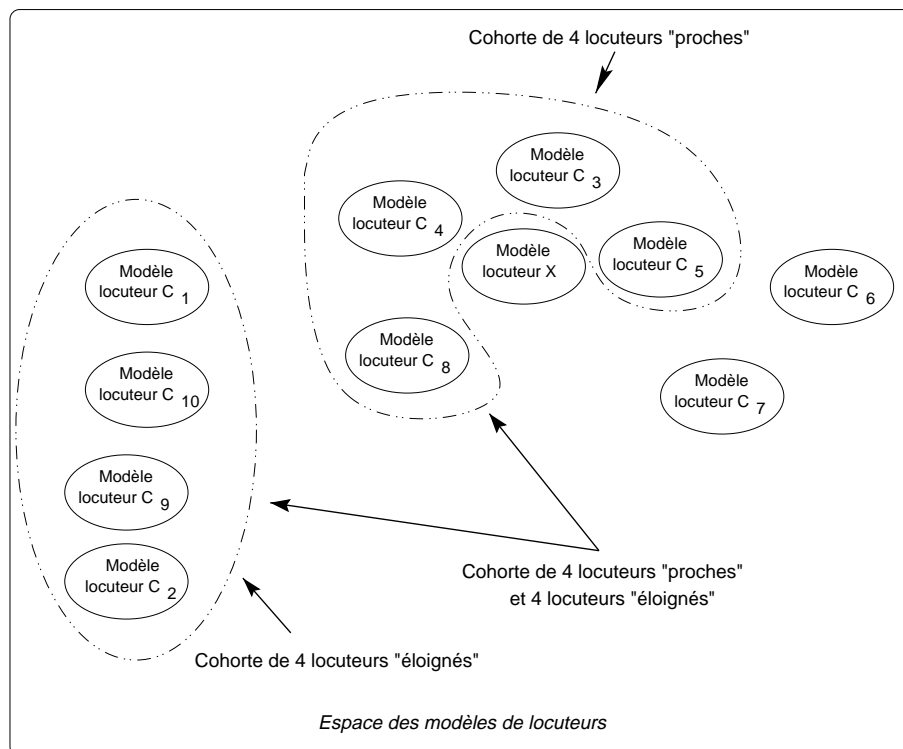 Cohorte de 4 locuteurs "proches"
Modèle
locuteur C 3
Modèle
locuteur C 4
Modèle
locuteur X
Modèle
locuteur C 5
Modèle
locuteur C 1
Modèle
locuteur C 6
Modèle
locuteur C 8
Modèle
locuteur C 10
Modèle
locuteur C 7
Modèle
locuteur C 9
Modèle
locuteur C 2
Cohorte de 4 locuteurs "proches"
et 4 locuteurs "éloignés"
Cohorte de 4 locuteurs "éloignés"
Espace des modèles de locuteurs